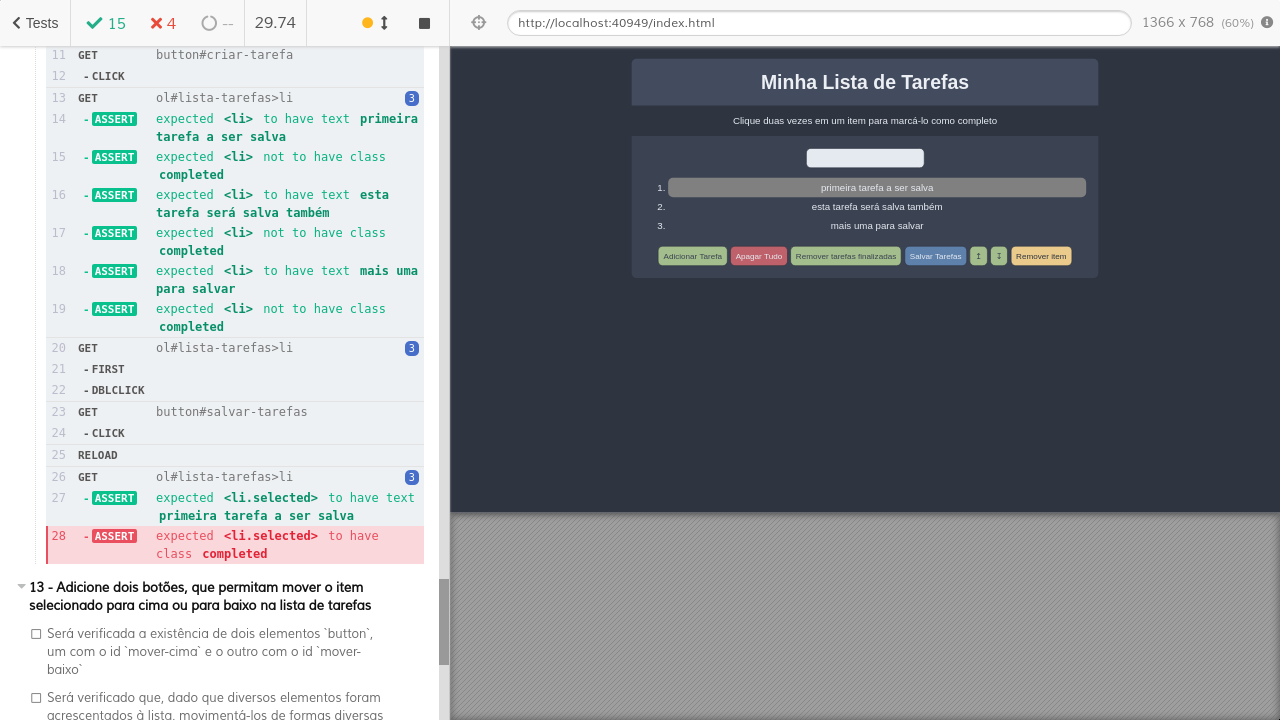 Tests
15
4
--
29.74
http://localhost:40949/index.html
1366 x 768 (60%)
11 GET button#criar-tarefa
12 - CLICK
13 GET ol#lista-tarefas>li 3
14 - ASSERT expected <li> to have text primeira
tarefa a ser salva
15 - ASSERT expected <li> not to have class
completed
16 - ASSERT expected <li> to have text esta
tarefa será salva também
17 - ASSERT expected <li> not to have class
completed
18 - ASSERT expected <li> to have text mais uma
para salvar
19 - ASSERT expected <li> not to have class
completed
20 GET ol#lista-tarefas>li 3
21 - FIRST
22 - DBLCLICK
23 GET button#salvar-tarefas
24 - CLICK
25 RELOAD
26 GET ol#lista-tarefas>li 3
27 - ASSERT expected <li.selected> to have text
primeira tarefa a ser salva
28 - ASSERT expected <li.selected> to have
class completed
13 - Adicione dois botões, que permitam mover o item
selecionado para cima ou para baixo na lista de tarefas
Será verificada a existência de dois elementos `button`,
um com o id `mover-cima` e o outro com o id `mover-
baixo`
Será verificado que, dado que diversos elementos foram
acrescentados à lista, movimentá-los de formas diversas
Minha Lista de Tarefas
Clique duas vezes em um item para marcá-lo como completo
1. primeira tarefa a ser salva
2. esta tarefa será salva também
3. mais uma para salvar
Adicionar Tarefa Apagar Tudo Remover tarefas finalizadas Salvar Tarefas ↥ ↧ Remover item